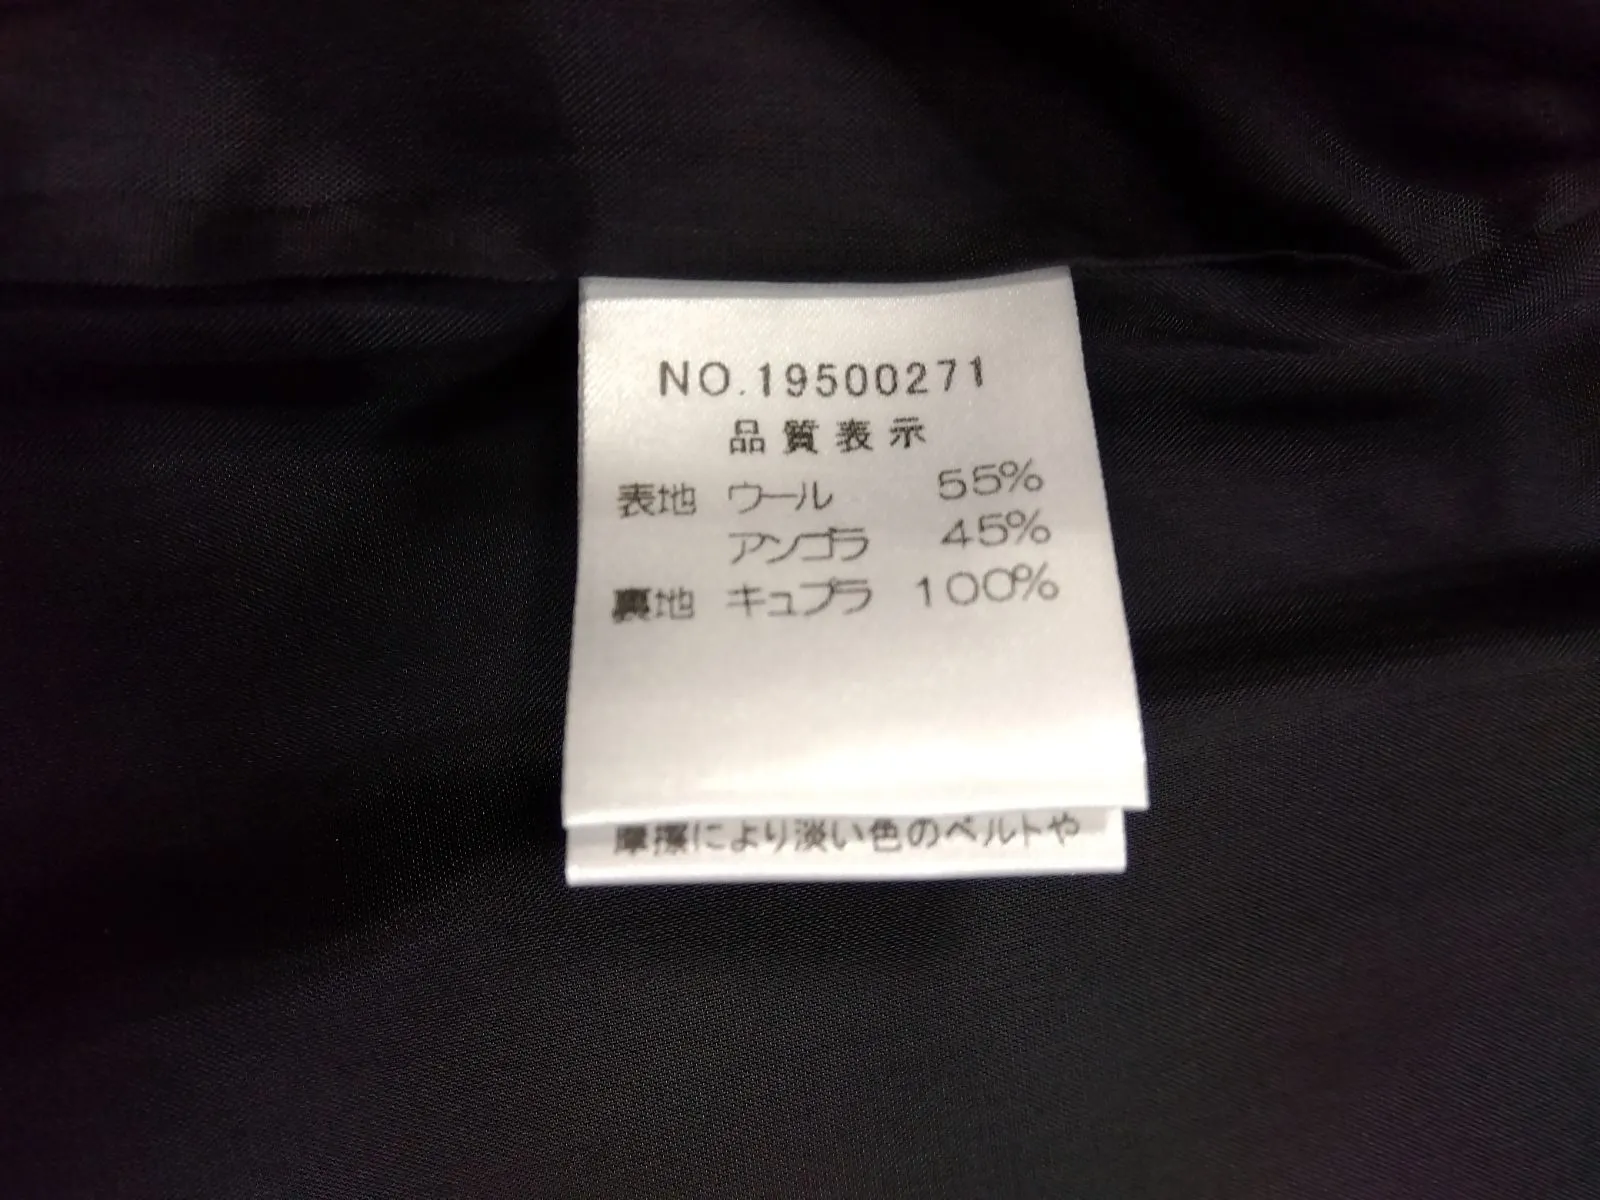 NO.19500271
品質表示
表地 ウール 55%
アンゴラ 45%
裏地 キュプラ 100%
摩擦により淡い色のベルトや